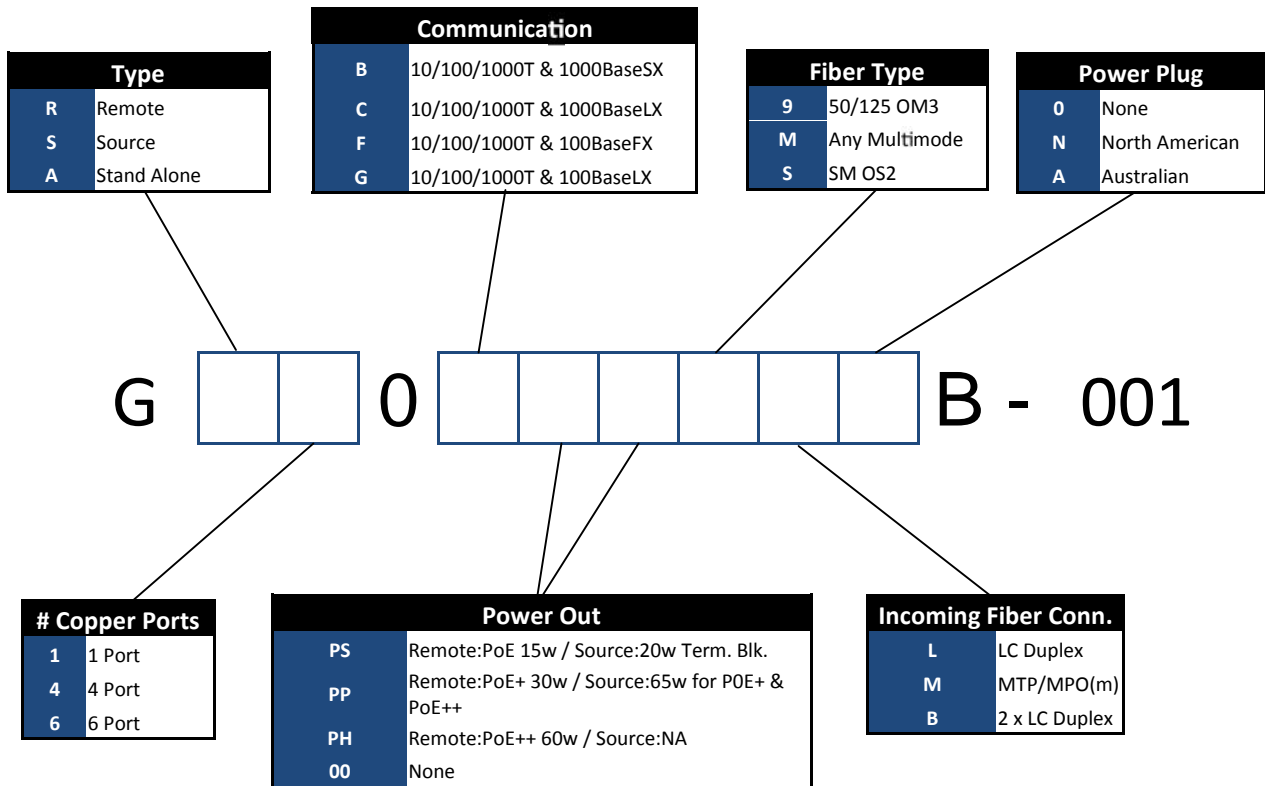 Communication
B 10/100/1000T & 1000BaseSX
C 10/100/1000T & 1000BaseLX
F 10/100/1000T & 100BaseFX
G 10/100/1000T & 100BaseLX
Type
R Remote
S Source
A Stand Alone
Fiber Type
9 50/125 OM3
M Any Multimode
S SM OS2
Power Plug
0 None
N North American
A Australian
G 0 B - 001
# Copper Ports
1 1 Port
4 4 Port
6 6 Port
Power Out
PS Remote:PoE 15w / Source:20w Term. Blk.
PP Remote:PoE+ 30w / Source:65w for P0E+ &
PoE++
PH Remote:PoE++ 60w / Source:NA
00 None
Incoming Fiber Conn.
L LC Duplex
M MTP/MPO(m)
B 2 x LC Duplex